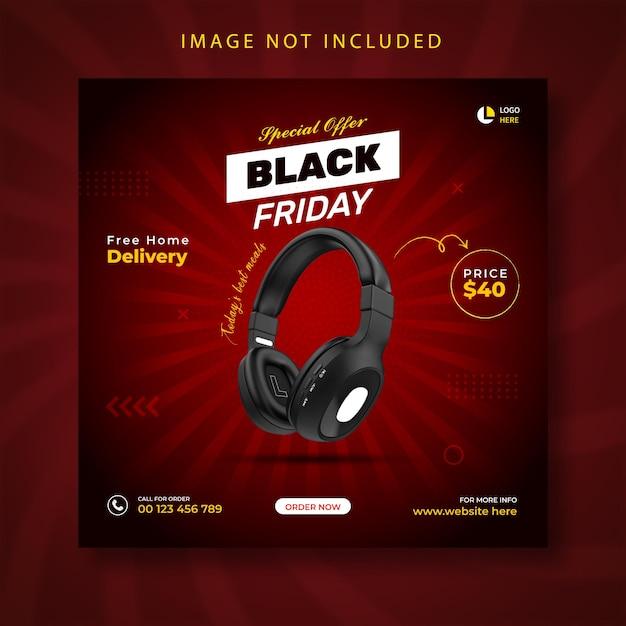 IMAGE NOT INCLUDED
LOGO
HERE
Special Offer
BLACK
FRIDAY
Free Home
Delivery
Today's best meals
PRICE
$40
L
CALL FOR ORDER
00 123 456 789
ORDER NOW
FOR MORE INFO
www.website here